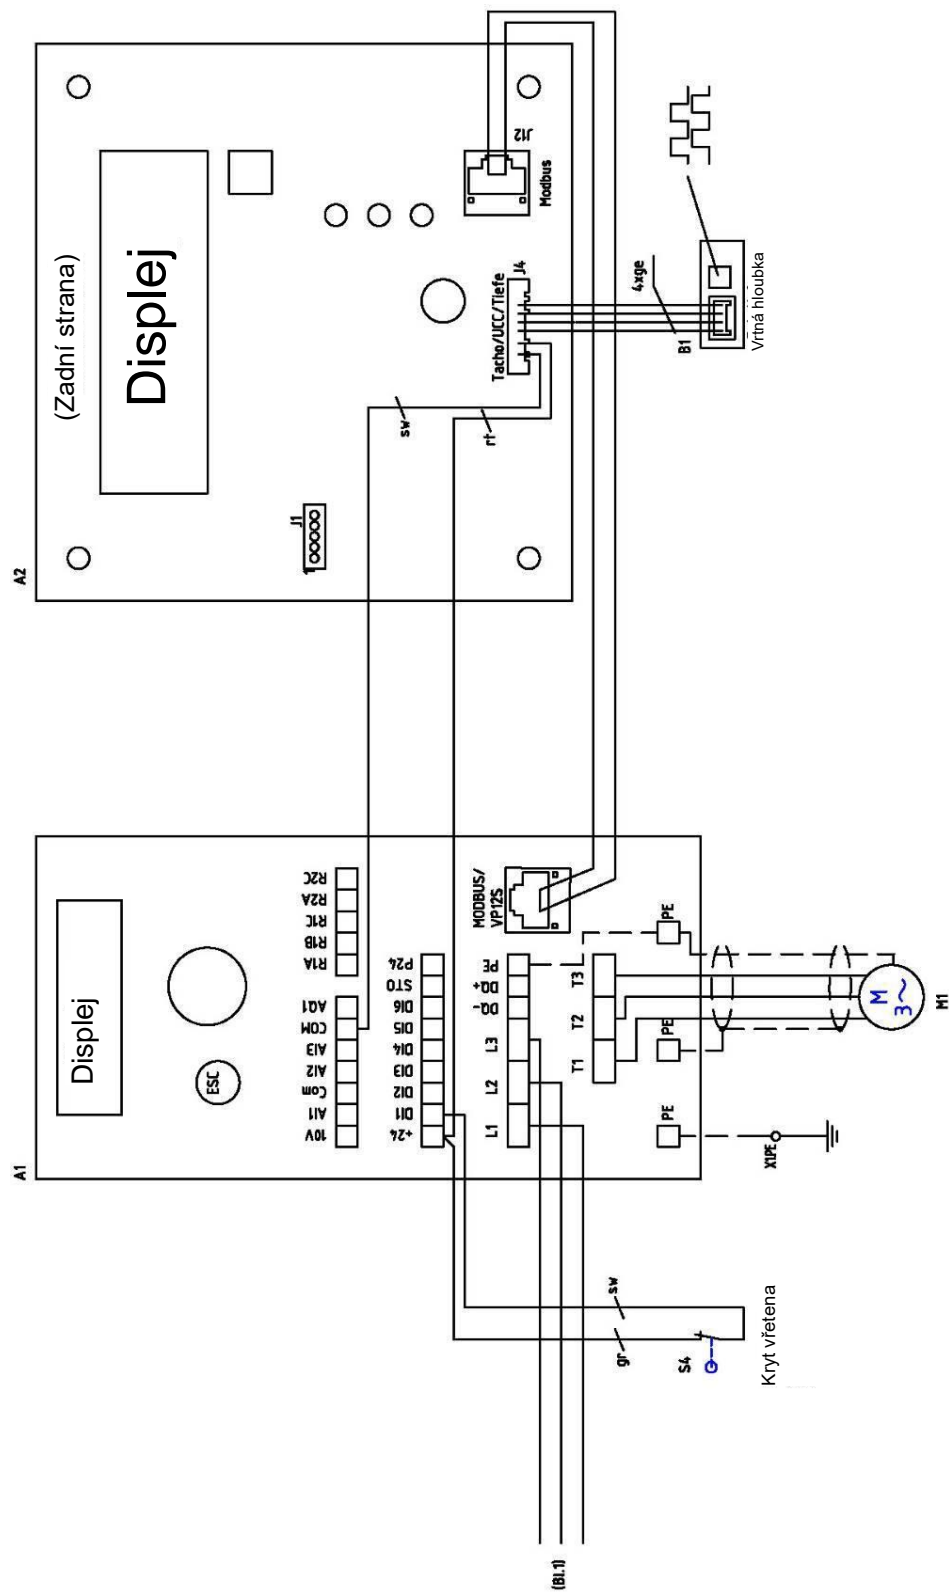 A2
(Zadní strana)
Displej
J1
J12
Modbus
Tacho/UCC/Tiefe
J4
sw
rt
4xge
B1
Vrtná hloubka
A1
Displej
ESC
10V
AI1
Com
AI2
AI3
COM
AQ1
R1A
R1B
R1C
R2A
R2C
+24
DI1
DI2
DI3
DI4
DI5
DI6
STO
P24
MODBUS/
VP12S
L1
L2
L3
DQ-
DQ+
PE
T1
T2
T3
PE
PE
PE
X1PE
M
3~
M1
gr
sw
S4
Kryt vřetena
(Bl.1)